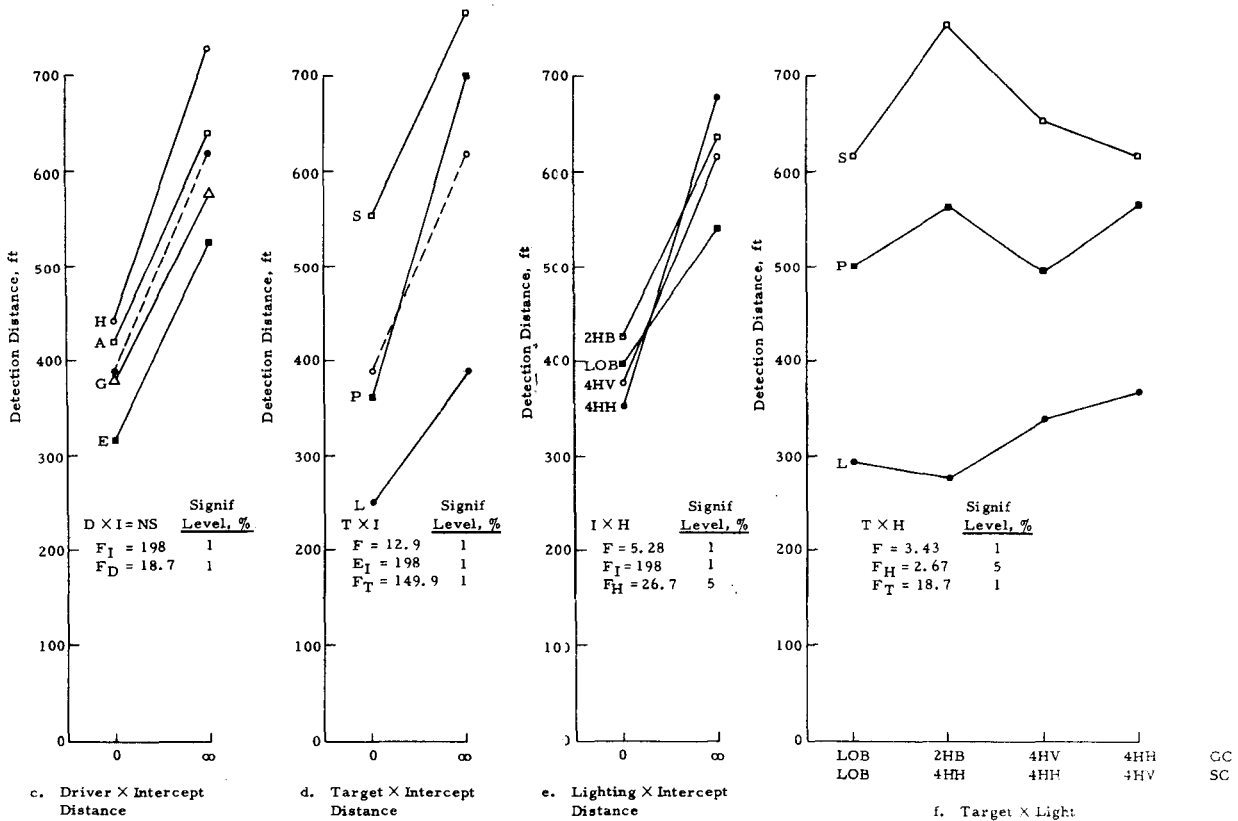 Detection Distance, ft
700
600
500
400
300
200
100
0
H
A
G
E
D X I = NS
Signif
Level, %
F_I = 198 1
F_D = 18.7 1
0 ∞
c. Driver X Intercept
Distance
Detection Distance, ft
700
600
500
400
300
200
100
0
S
P
L
T X I
Signif
Level, %
F = 12.9 1
E_I = 198 1
F_T = 149.9 1
0 ∞
d. Target X Intercept
Distance
Detection Distance, ft
700
600
500
400
300
200
100
0
2HB
LOB
4HV
4HH
I X H
Signif
Level, %
F = 5.28 1
F_I = 198 1
F_H = 26.7 5
0 ∞
e. Lighting X Intercept
Distance
Detection Distance, ft
700
600
500
400
300
200
100
0
S
P
L
T X H
Signif
Level, %
F = 3.43 1
F_H = 2.67 5
F_T = 18.7 1
LOB 2HB 4HV 4HH GC
LOB 4HH 4HH 4HV SC
f. Target X Light